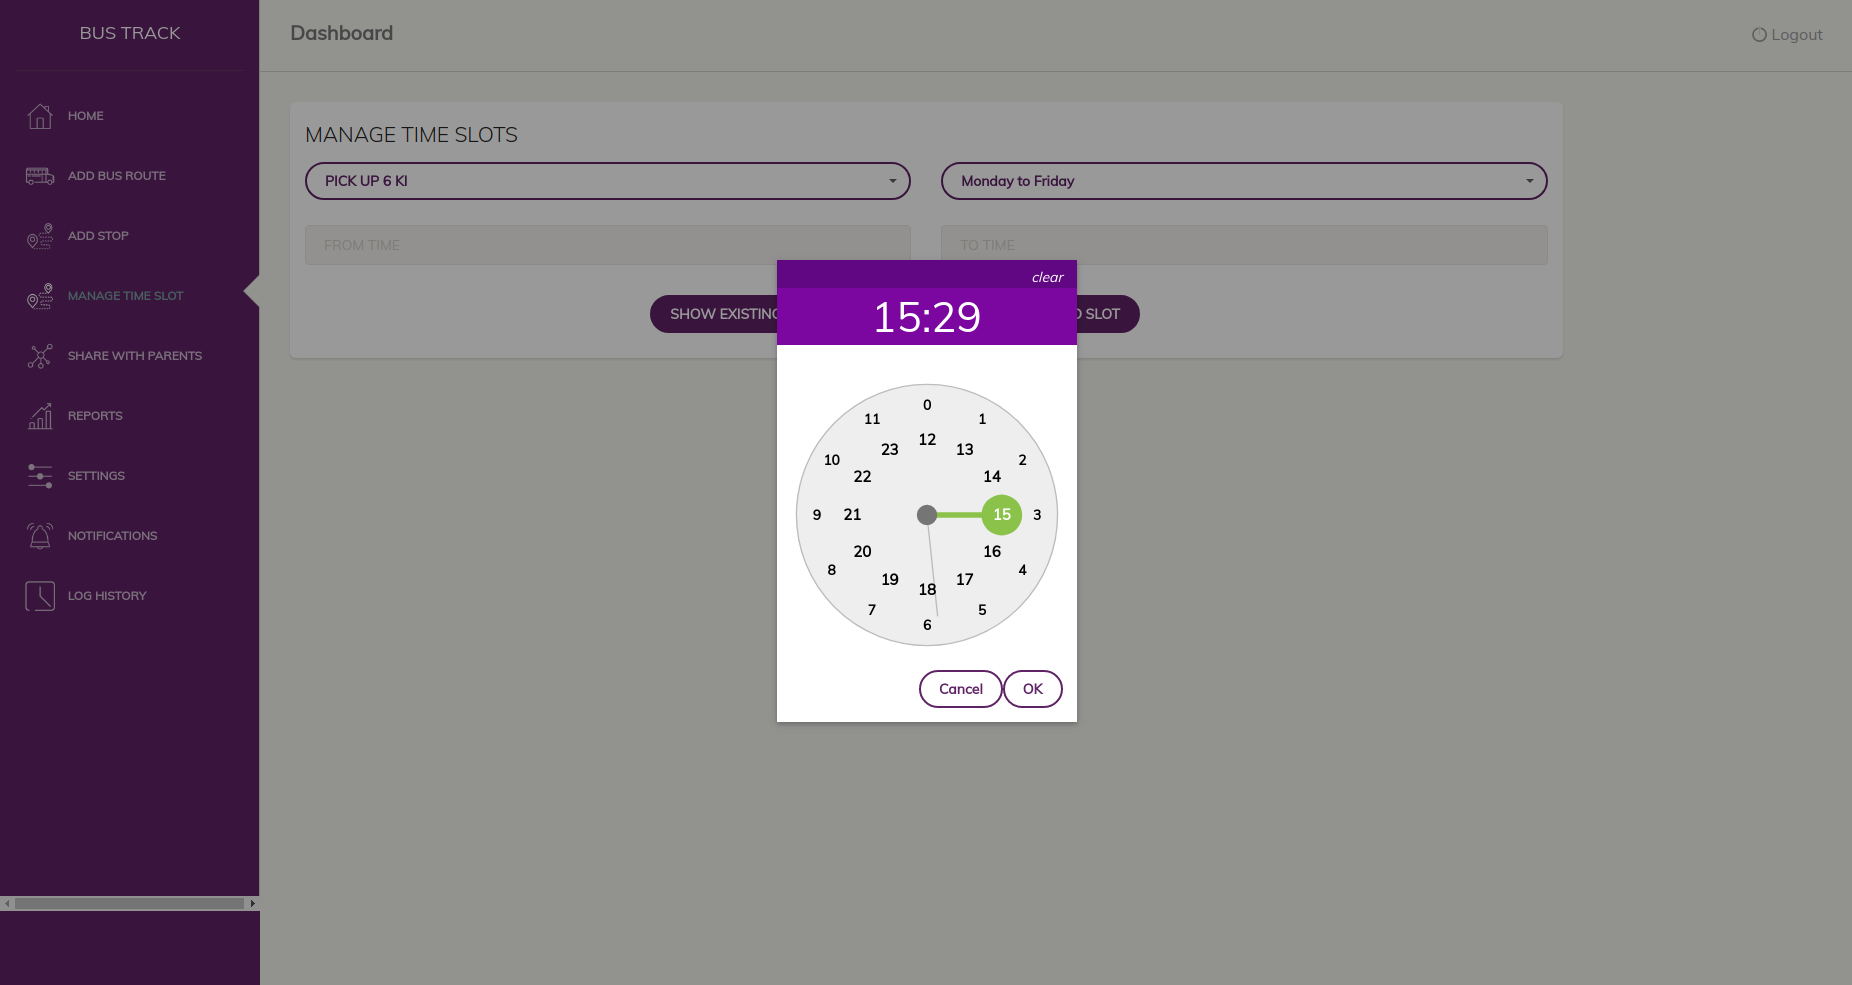 BUS TRACK
Dashboard
Logout
HOME
ADD BUS ROUTE
ADD STOP
MANAGE TIME SLOT
SHARE WITH PARENTS
REPORTS
SETTINGS
NOTIFICATIONS
LOG HISTORY
MANAGE TIME SLOTS
PICK UP 6 KI
Monday to Friday
FROM TIME
TO TIME
SHOW EXISTING
SLOT
clear
15:29
0
11
1
12
23
13
10
2
22
14
9
21
15
3
20
16
8
4
19
17
18
7
5
6
Cancel
OK